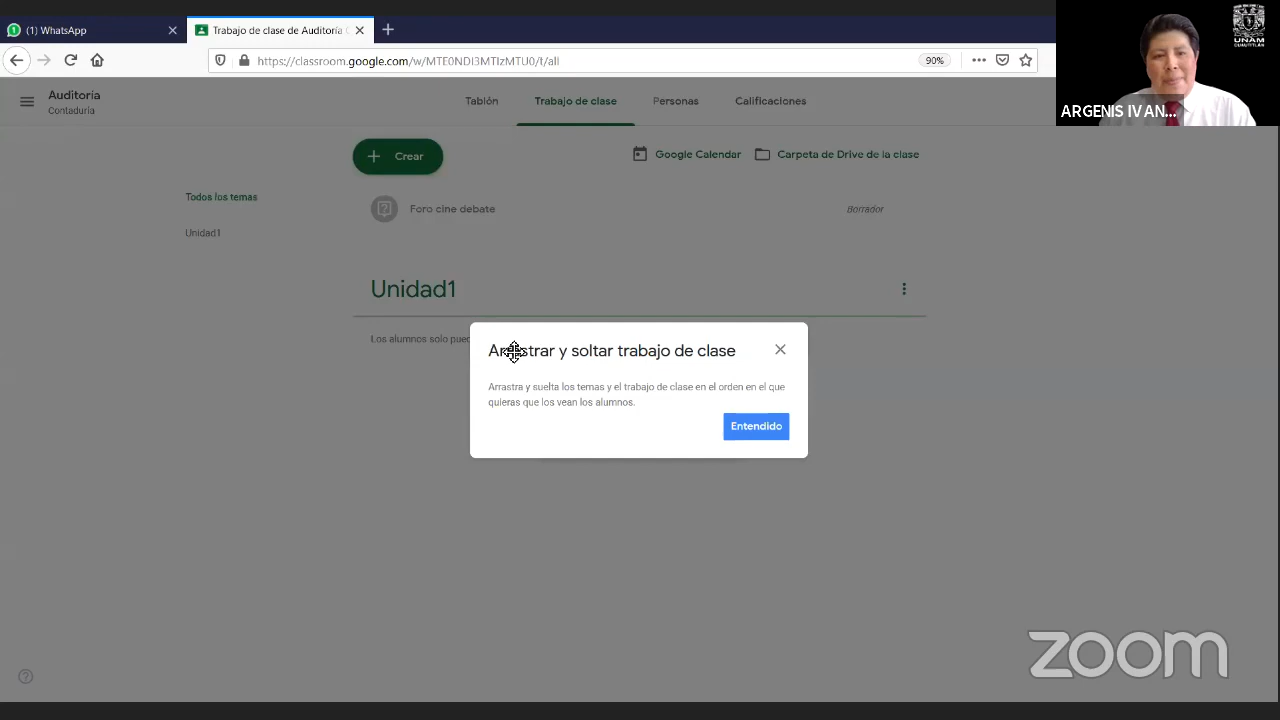 (1) WhatsApp
Trabajo de clase de Auditoría C
https://classroom.google.com/w/MTE0NDI3MTIzMTU0/t/all
90%
UNAM
CUAUTITLÁN
ARGENIS IVAN...
Auditoría
Contaduría
Tablón
Trabajo de clase
Personas
Calificaciones
Crear
Google Calendar
Carpeta de Drive de la clase
Todos los temas
Unidad1
Foro cine debate
Borrador
Unidad1
Los alumnos solo pued
Arrastrar y soltar trabajo de clase
Arrastra y suelta los temas y el trabajo de clase en el orden en el que
quieras que los vean los alumnos.
Entendido
zoom